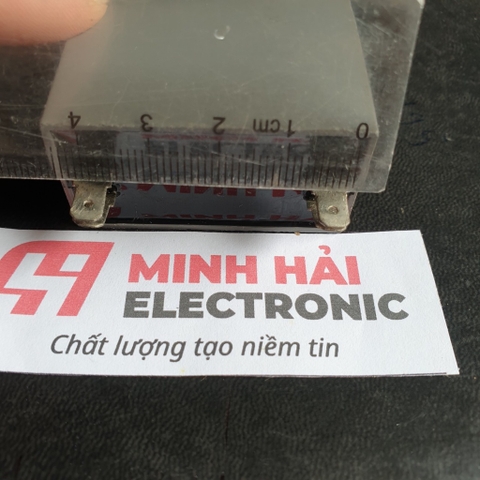 4 3 2 1cm 0
MINH HẢI
ELECTRONIC
Chất lượng tạo niềm tin